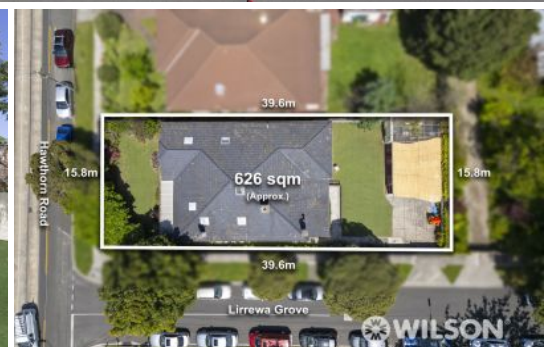 39.6m
Hawthorn Road
15.8m
626 sqm
(Approx.)
15.8m
39.6m
Lirrewa Grove
WILSON